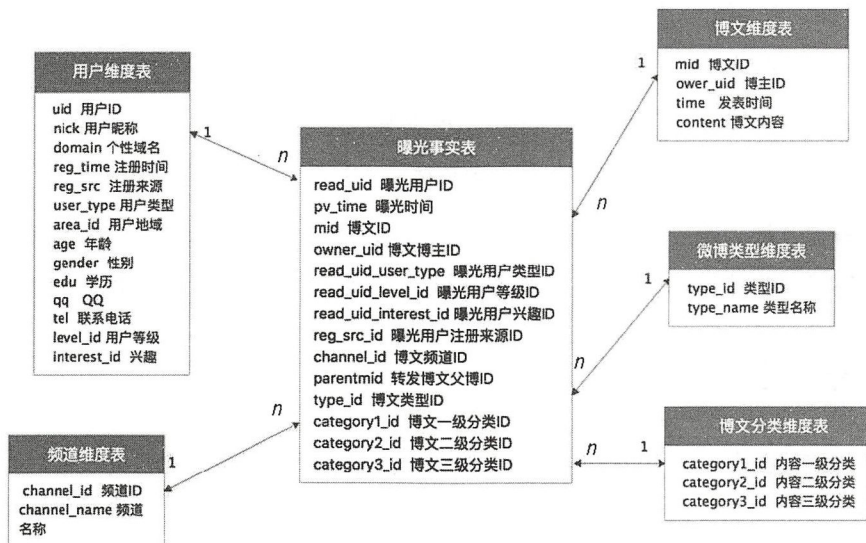 用户维度表
uid 用户ID
nick 用户昵称
domain 个性域名
reg_time 注册时间
reg_src 注册来源
user_type 用户类型
area_id 用户地域
age 年龄
gender 性别
edu 学历
qq QQ
tel 联系电话
level_id 用户等级
interest_id 兴趣
1
n
曝光事实表
read_uid 曝光用户ID
pv_time 曝光时间
mid 博文ID
owner_uid 博文博主ID
read_uid_user_type 曝光用户类型ID
read_uid_level_id 曝光用户等级ID
read_uid_interest_id 曝光用户兴趣ID
reg_src_id 曝光用户注册来源ID
channel_id 博文频道ID
parentmid 转发博文父博ID
type_id 博文类型ID
category1_id 博文一级分类ID
category2_id 博文二级分类ID
category3_id 博文三级分类ID
博文维度表
mid 博文ID
ower_uid 博主ID
time 发表时间
content 博文内容
1
n
微博类型维度表
type_id 类型ID
type_name 类型名称
1
n
博文分类维度表
category1_id 内容一级分类
category2_id 内容二级分类
category3_id 内容三级分类
n
1
频道维度表
channel_id 频道ID
channel_name 频道
名称
1
n